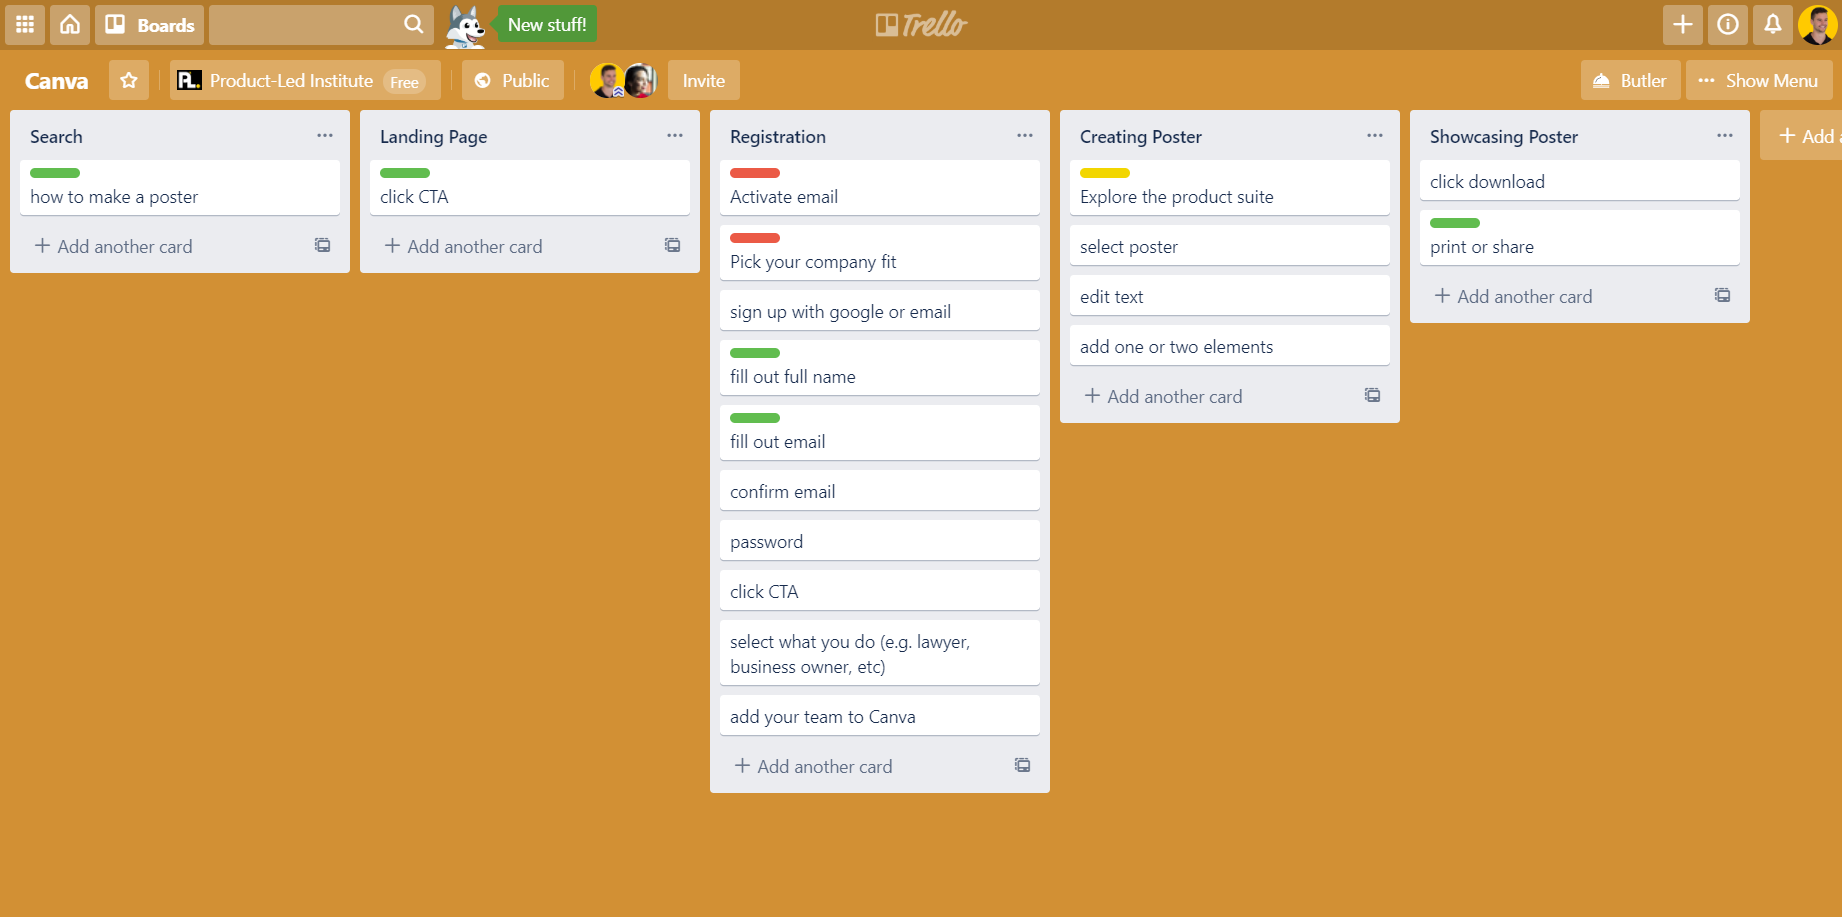 Boards
New stuff!
Trello
Canva
PL. Product-Led Institute Free
Public
Invite
Butler
Show Menu
Search
how to make a poster
Add another card
Landing Page
click CTA
Add another card
Registration
Activate email
Pick your company fit
sign up with google or email
fill out full name
fill out email
confirm email
password
click CTA
select what you do (e.g. lawyer,
business owner, etc)
add your team to Canva
Add another card
Creating Poster
Explore the product suite
select poster
edit text
add one or two elements
Add another card
Showcasing Poster
click download
print or share
Add another card
Add